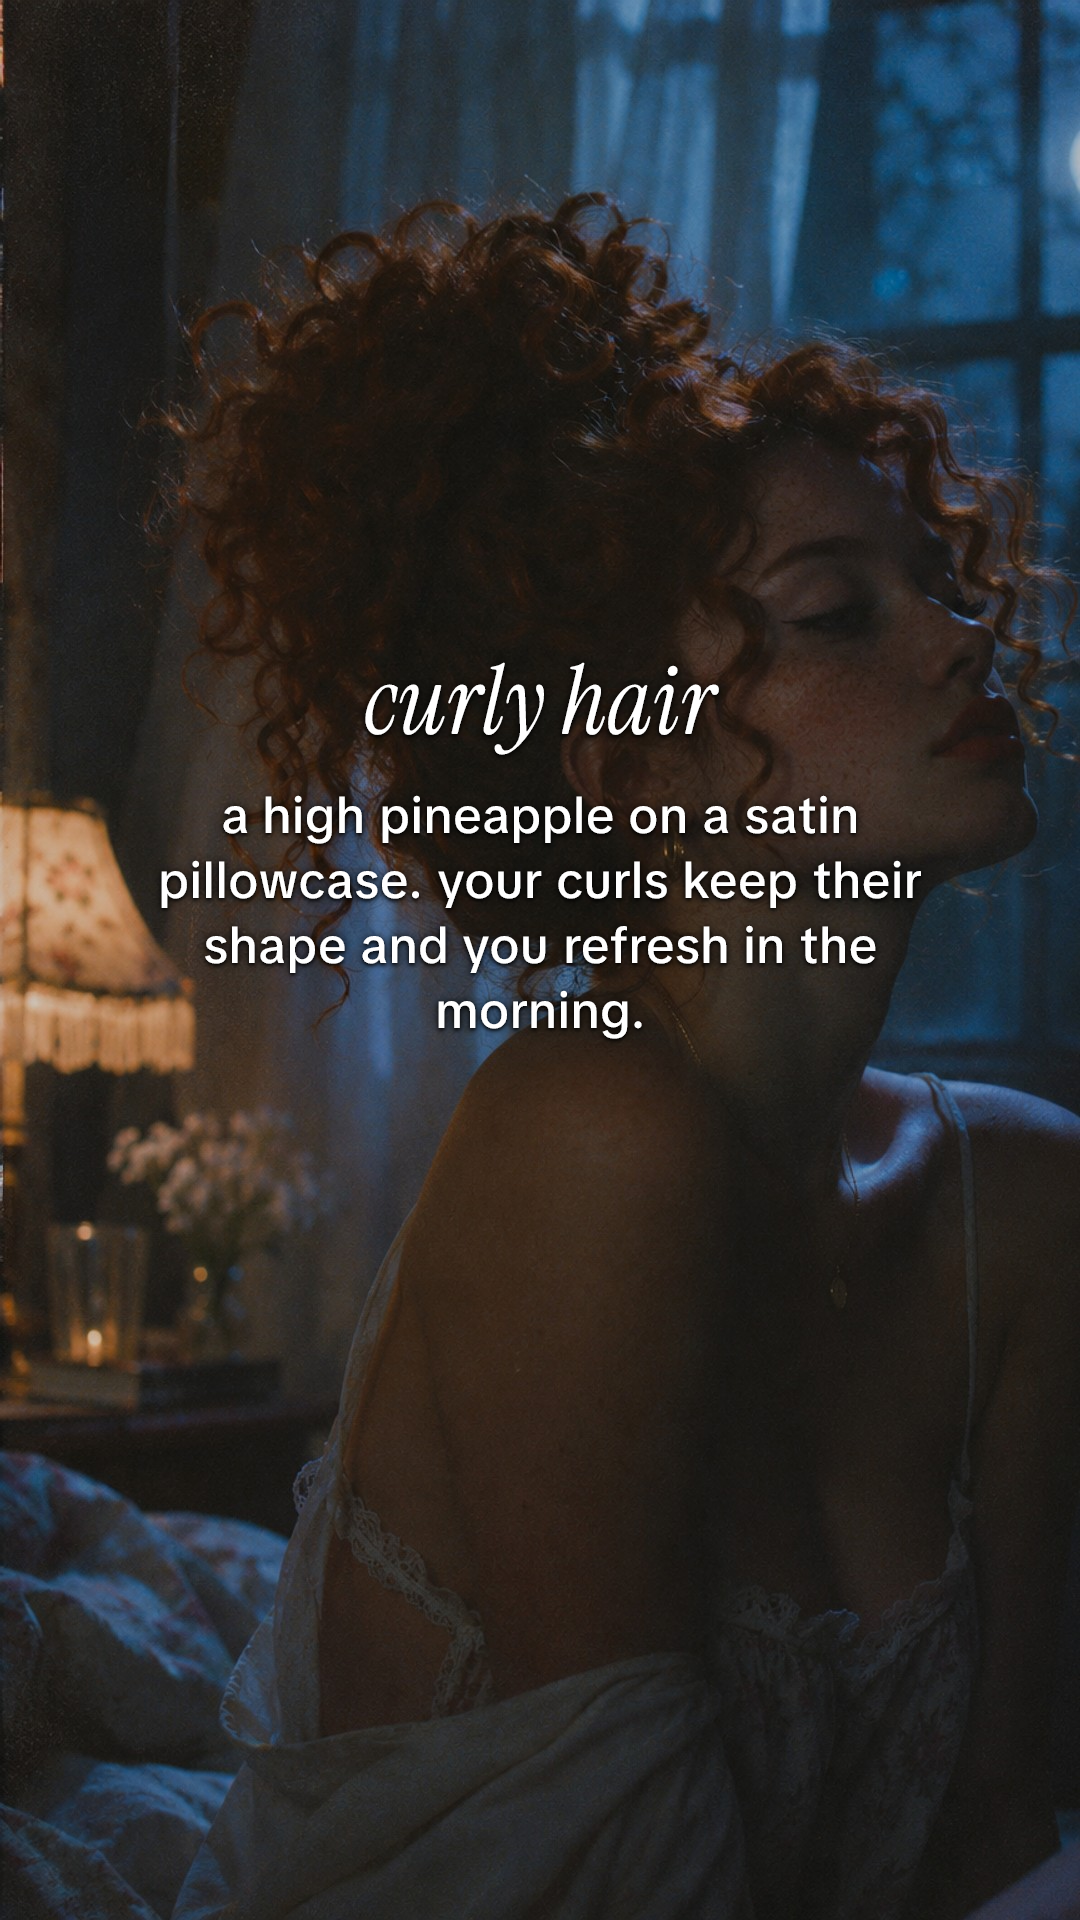 curly hair
a high pineapple on a satin
pillowcase. your curls keep their
shape and you refresh in the
morning.